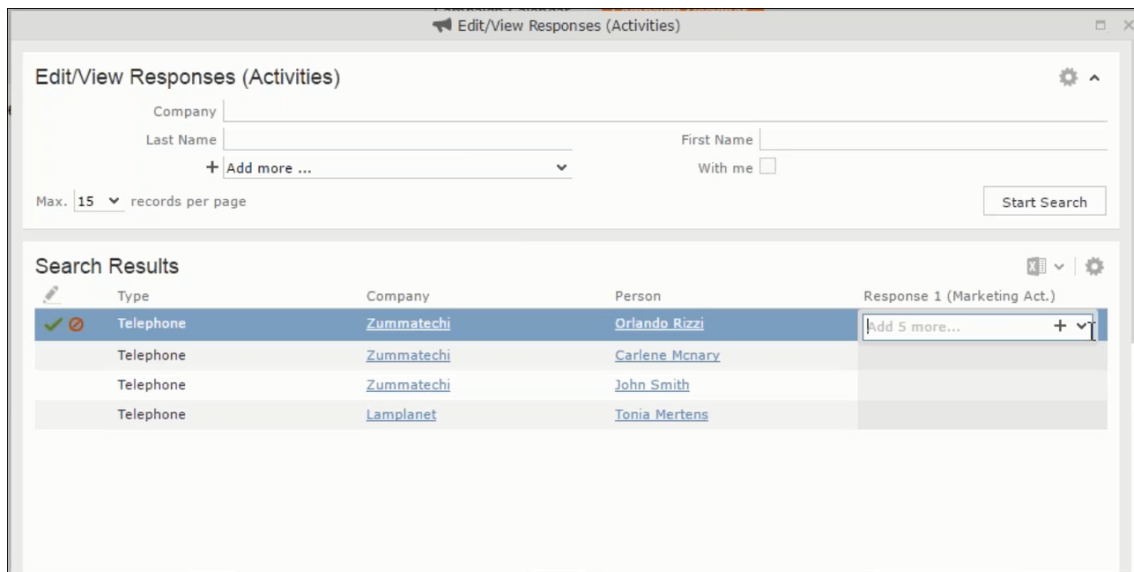 Edit/View Responses (Activities)
Edit/View Responses (Activities)
Company
Last Name First Name
+ Add more ... With me
Max. 15 records per page Start Search
Search Results
Type Company Person Response 1 (Marketing Act.)
Telephone Zummatechi Orlando Rizzi Add 5 more... +
Telephone Zummatechi Carlene Mcnary
Telephone Zummatechi John Smith
Telephone Lamplanet Tonia Mertens